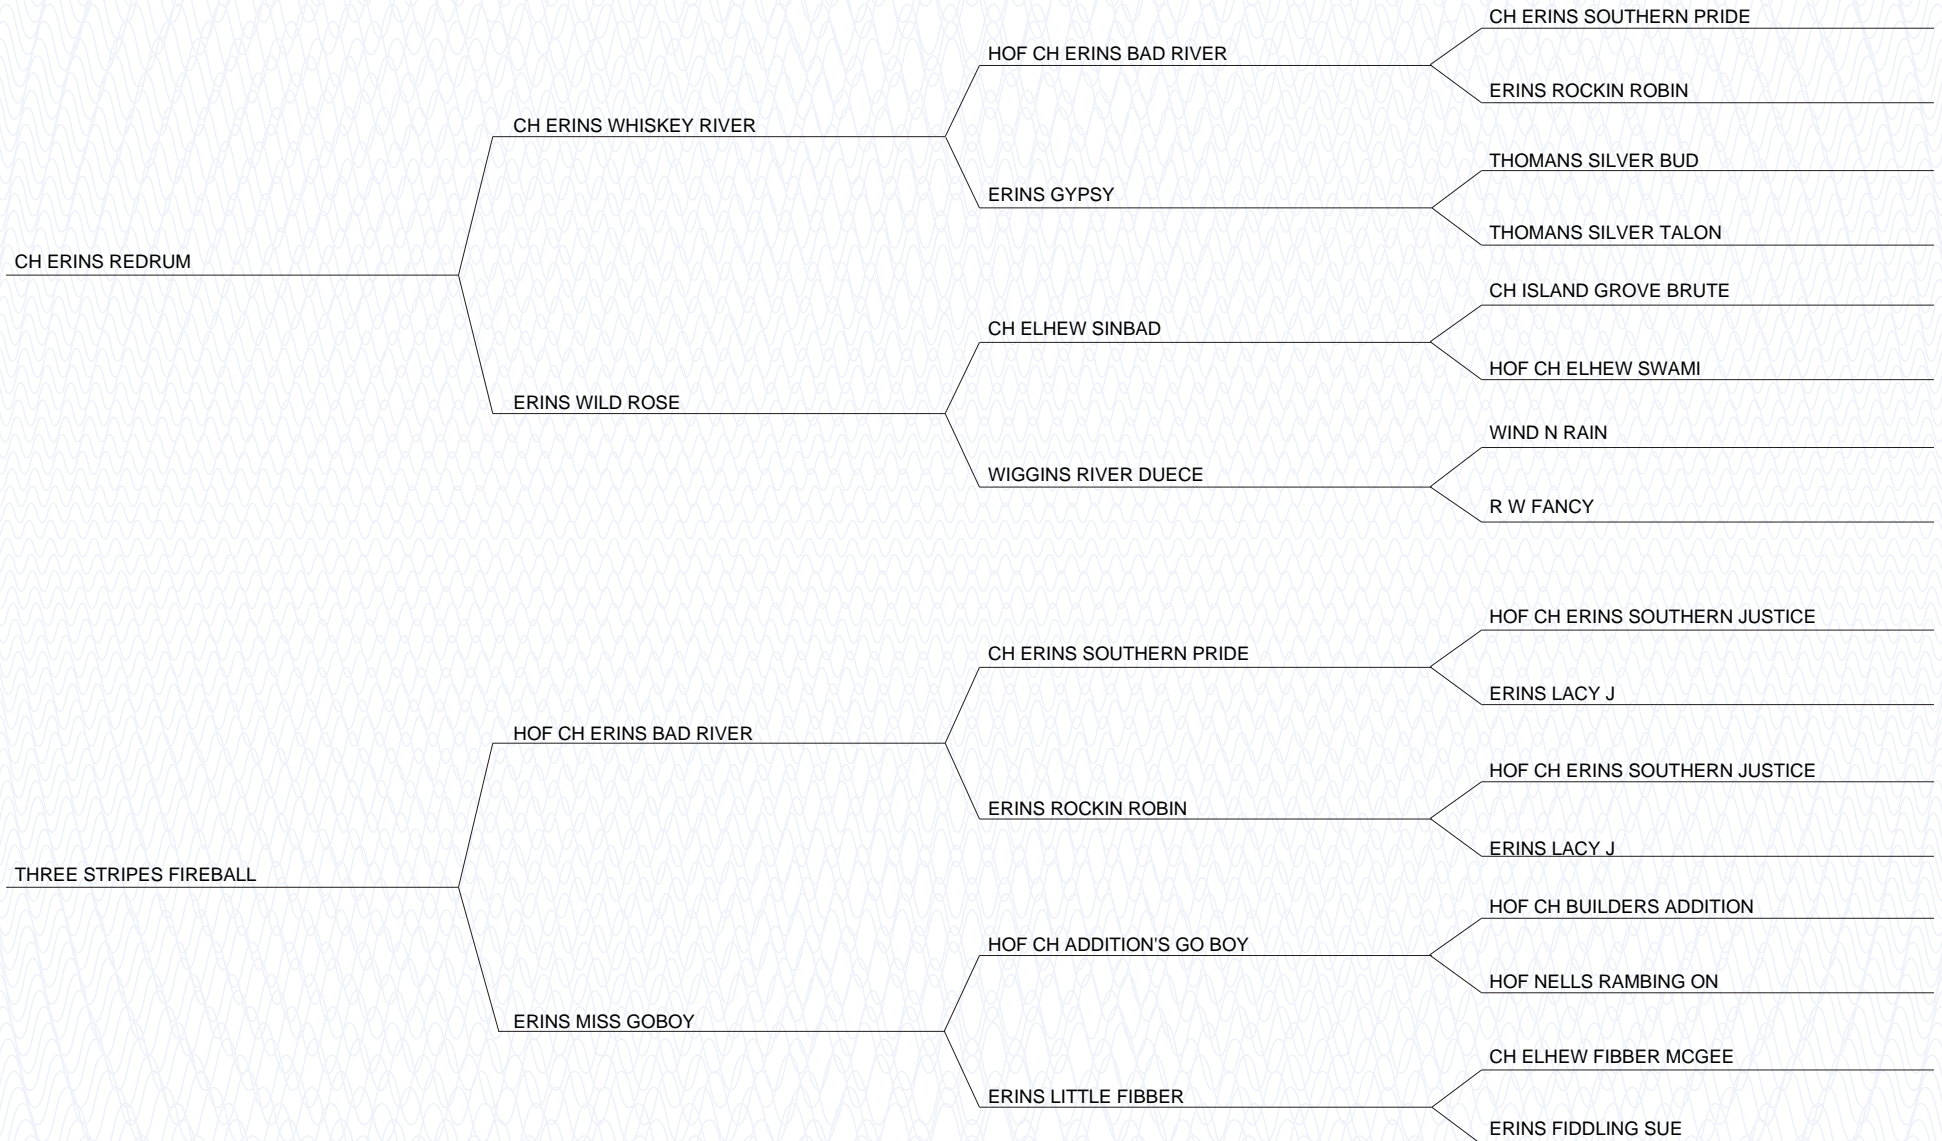 CH ERINS SOUTHERN PRIDE
HOF CH ERINS BAD RIVER
ERINS ROCKIN ROBIN
CH ERINS WHISKEY RIVER
THOMANS SILVER BUD
ERINS GYPSY
THOMANS SILVER TALON
CH ERINS REDRUM
CH ISLAND GROVE BRUTE
CH ELHEW SINBAD
HOF CH ELHEW SWAMI
ERINS WILD ROSE
WIND N RAIN
WIGGINS RIVER DUECE
R W FANCY
HOF CH ERINS SOUTHERN JUSTICE
CH ERINS SOUTHERN PRIDE
ERINS LACY J
HOF CH ERINS BAD RIVER
HOF CH ERINS SOUTHERN JUSTICE
ERINS ROCKIN ROBIN
ERINS LACY J
THREE STRIPES FIREBALL
HOF CH BUILDERS ADDITION
HOF CH ADDITION'S GO BOY
HOF NELLS RAMBING ON
ERINS MISS GOBOY
CH ELHEW FIBBER MCGEE
ERINS LITTLE FIBBER
ERINS FIDDLING SUE